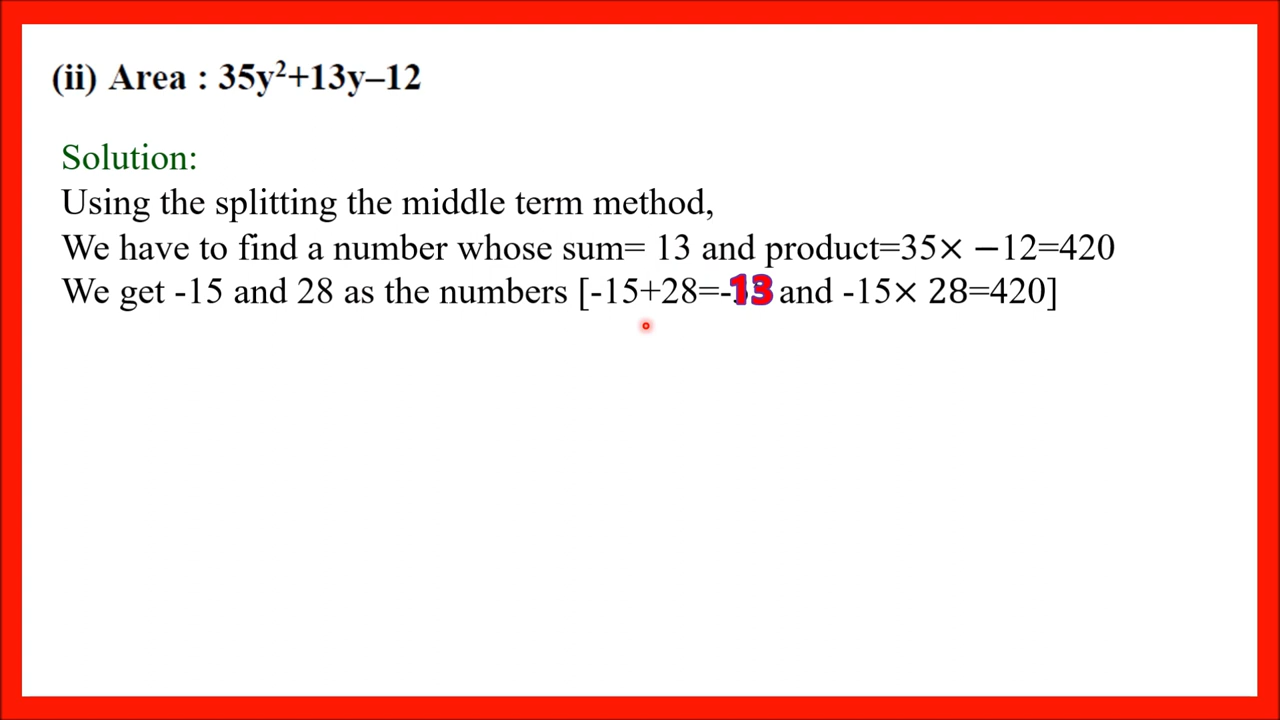 (ii) Area : 35y²+13y–12
Solution:
Using the splitting the middle term method,
We have to find a number whose sum= 13 and product=35× −12=420
We get -15 and 28 as the numbers [-15+28=-13 and -15× 28=420]